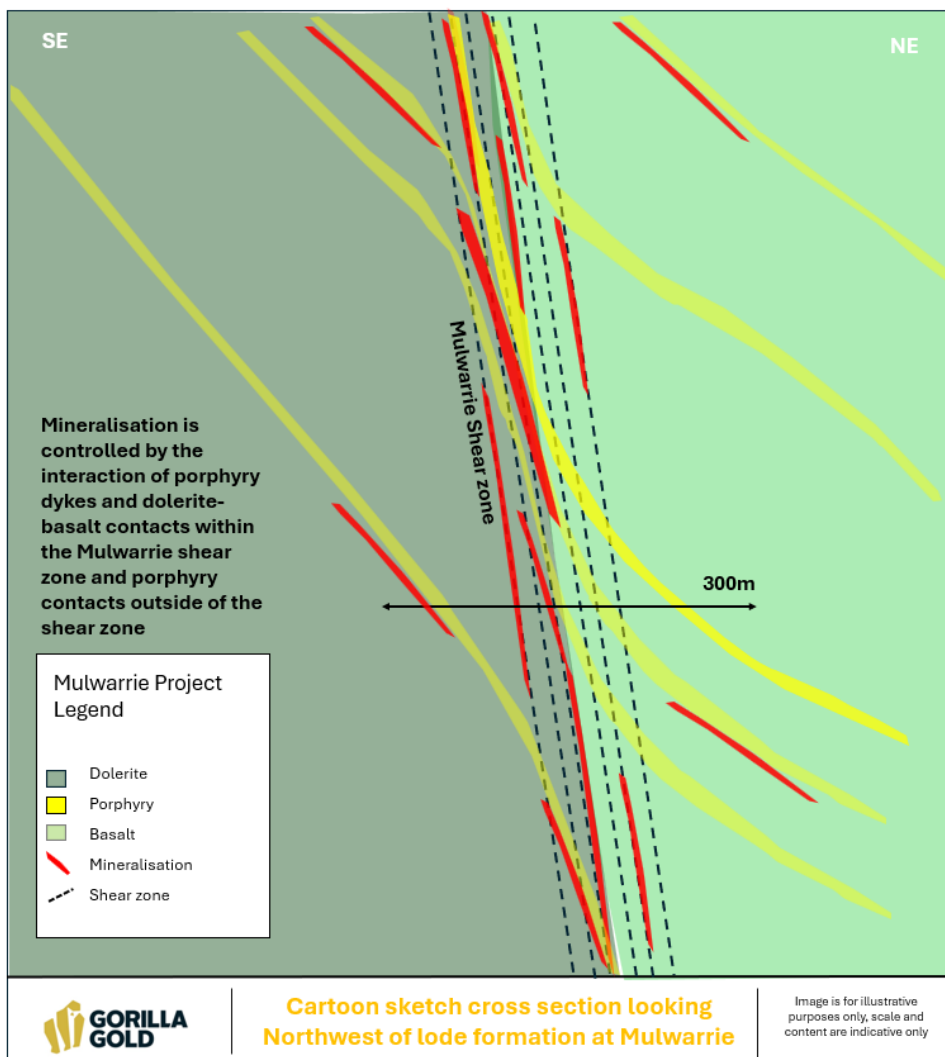 SE
NE
Mulwarrie Shear zone
Mineralisation is
controlled by the
interaction of porphyry
dykes and dolerite-
basalt contacts within
the Mulwarrie shear
zone and porphyry
contacts outside of the
shear zone
300m
Mulwarrie Project
Legend
Dolerite
Porphyry
Basalt
Mineralisation
Shear zone
GORILLA
GOLD
Cartoon sketch cross section looking
Northwest of lode formation at Mulwarrie
Image is for illustrative
purposes only, scale and
content are indicative only